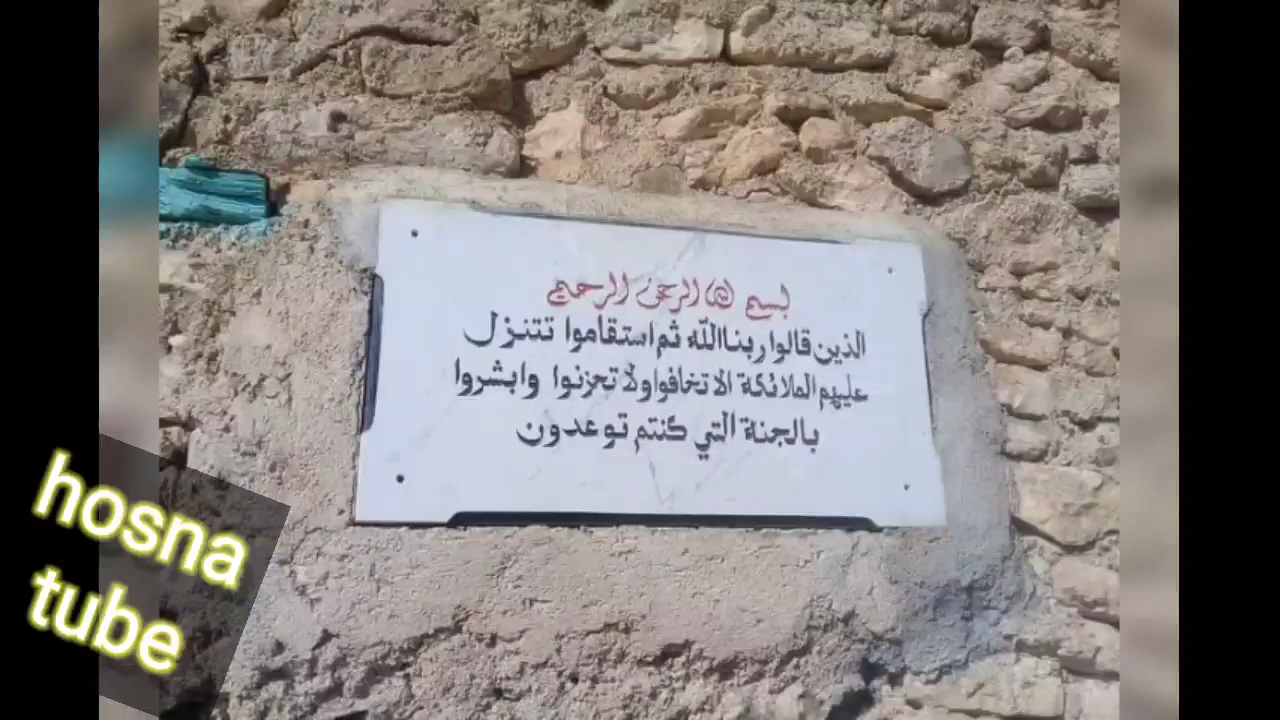 بسم الله الرحمن الرحيم
الذين قالوا ربنا الله ثم استقاموا تتنزل
عليهم الملائكة الا تخافوا ولا تحزنوا وابشروا
بالجنة التي كنتم توعدون
hosna
tube